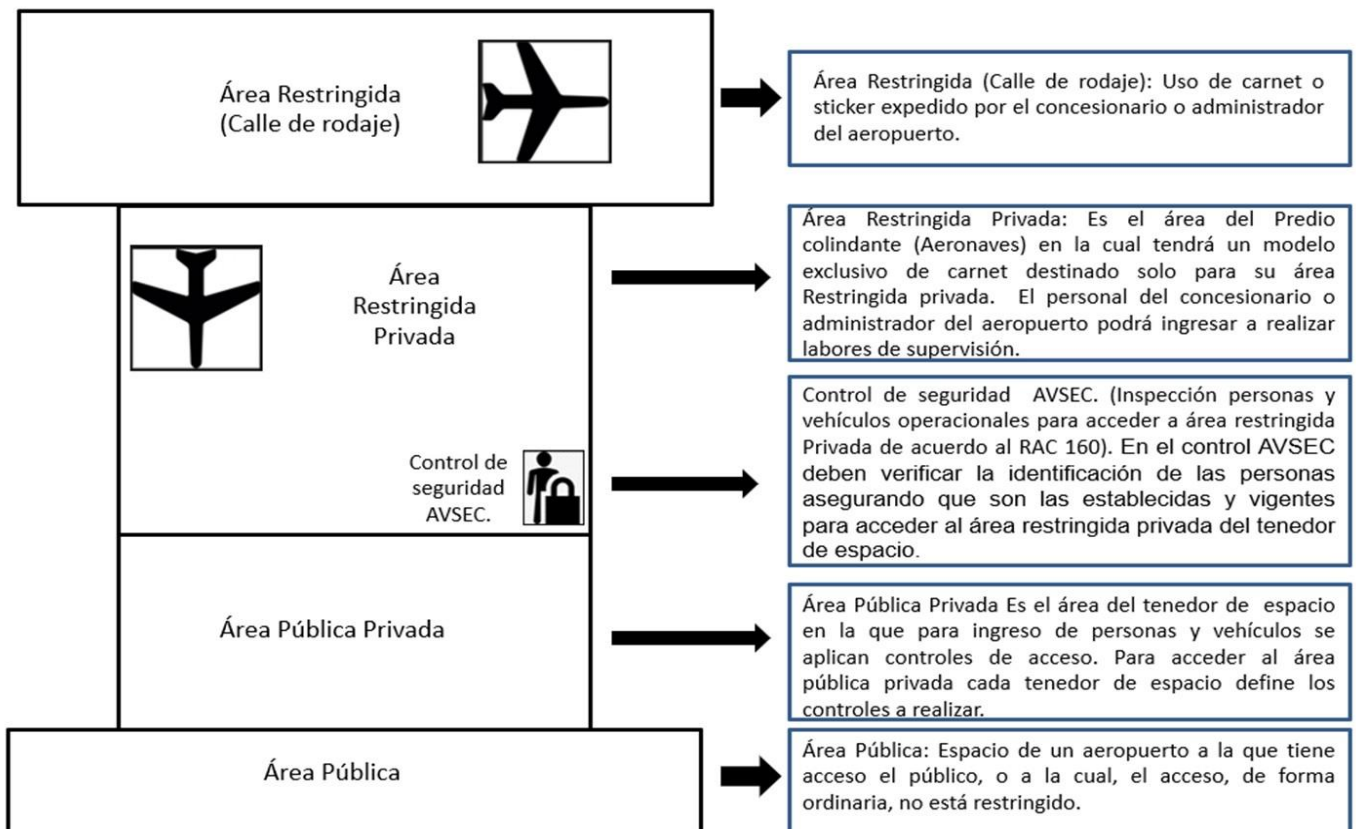 Área Restringida
(Calle de rodaje)
Área Restringida (Calle de rodaje): Uso de carnet o
sticker expedido por el concesionario o administrador
del aeropuerto.
Área
Restringida
Privada
Área Restringida Privada: Es el área del Predio
colindante (Aeronaves) en la cual tendrá un modelo
exclusivo de carnet destinado solo para su área
Restringida privada. El personal del concesionario o
administrador del aeropuerto podrá ingresar a realizar
labores de supervisión.
Control de
seguridad
AVSEC.
Control de seguridad AVSEC. (Inspección personas y
vehículos operacionales para acceder a área restringida
Privada de acuerdo al RAC 160). En el control AVSEC
deben verificar la identificación de las personas
asegurando que son las establecidas y vigentes
para acceder al área restringida privada del tenedor
de espacio.
Área Pública Privada
Área Pública Privada Es el área del tenedor de espacio
en la que para ingreso de personas y vehículos se
aplican controles de acceso. Para acceder al área
pública privada cada tenedor de espacio define los
controles a realizar.
Área Pública
Área Pública: Espacio de un aeropuerto a la que tiene
acceso el público, o a la cual, el acceso, de forma
ordinaria, no está restringido.